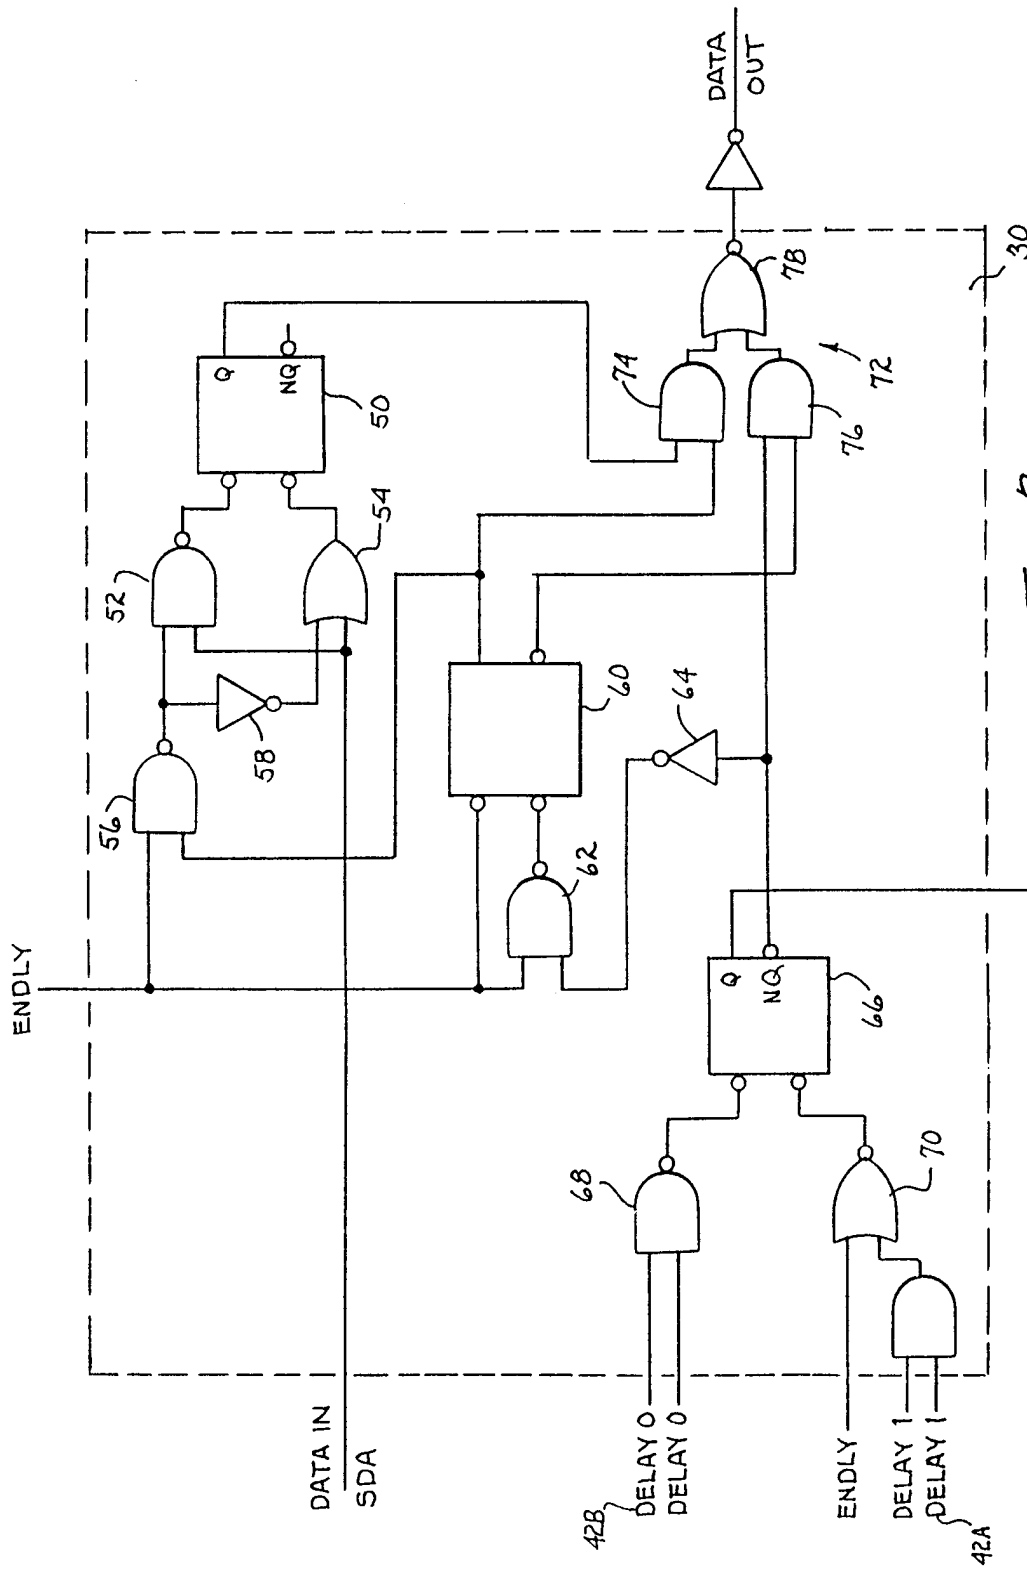 ENDLY
DATA IN
SDA
DELAY 0
DELAY 0
42B
ENDLY
DELAY 1
DELAY 1
42A
56
58
52
54
Q
NQ
50
60
62
64
Q
NQ
66
68
70
74
76
72
78
30
DATA
OUT